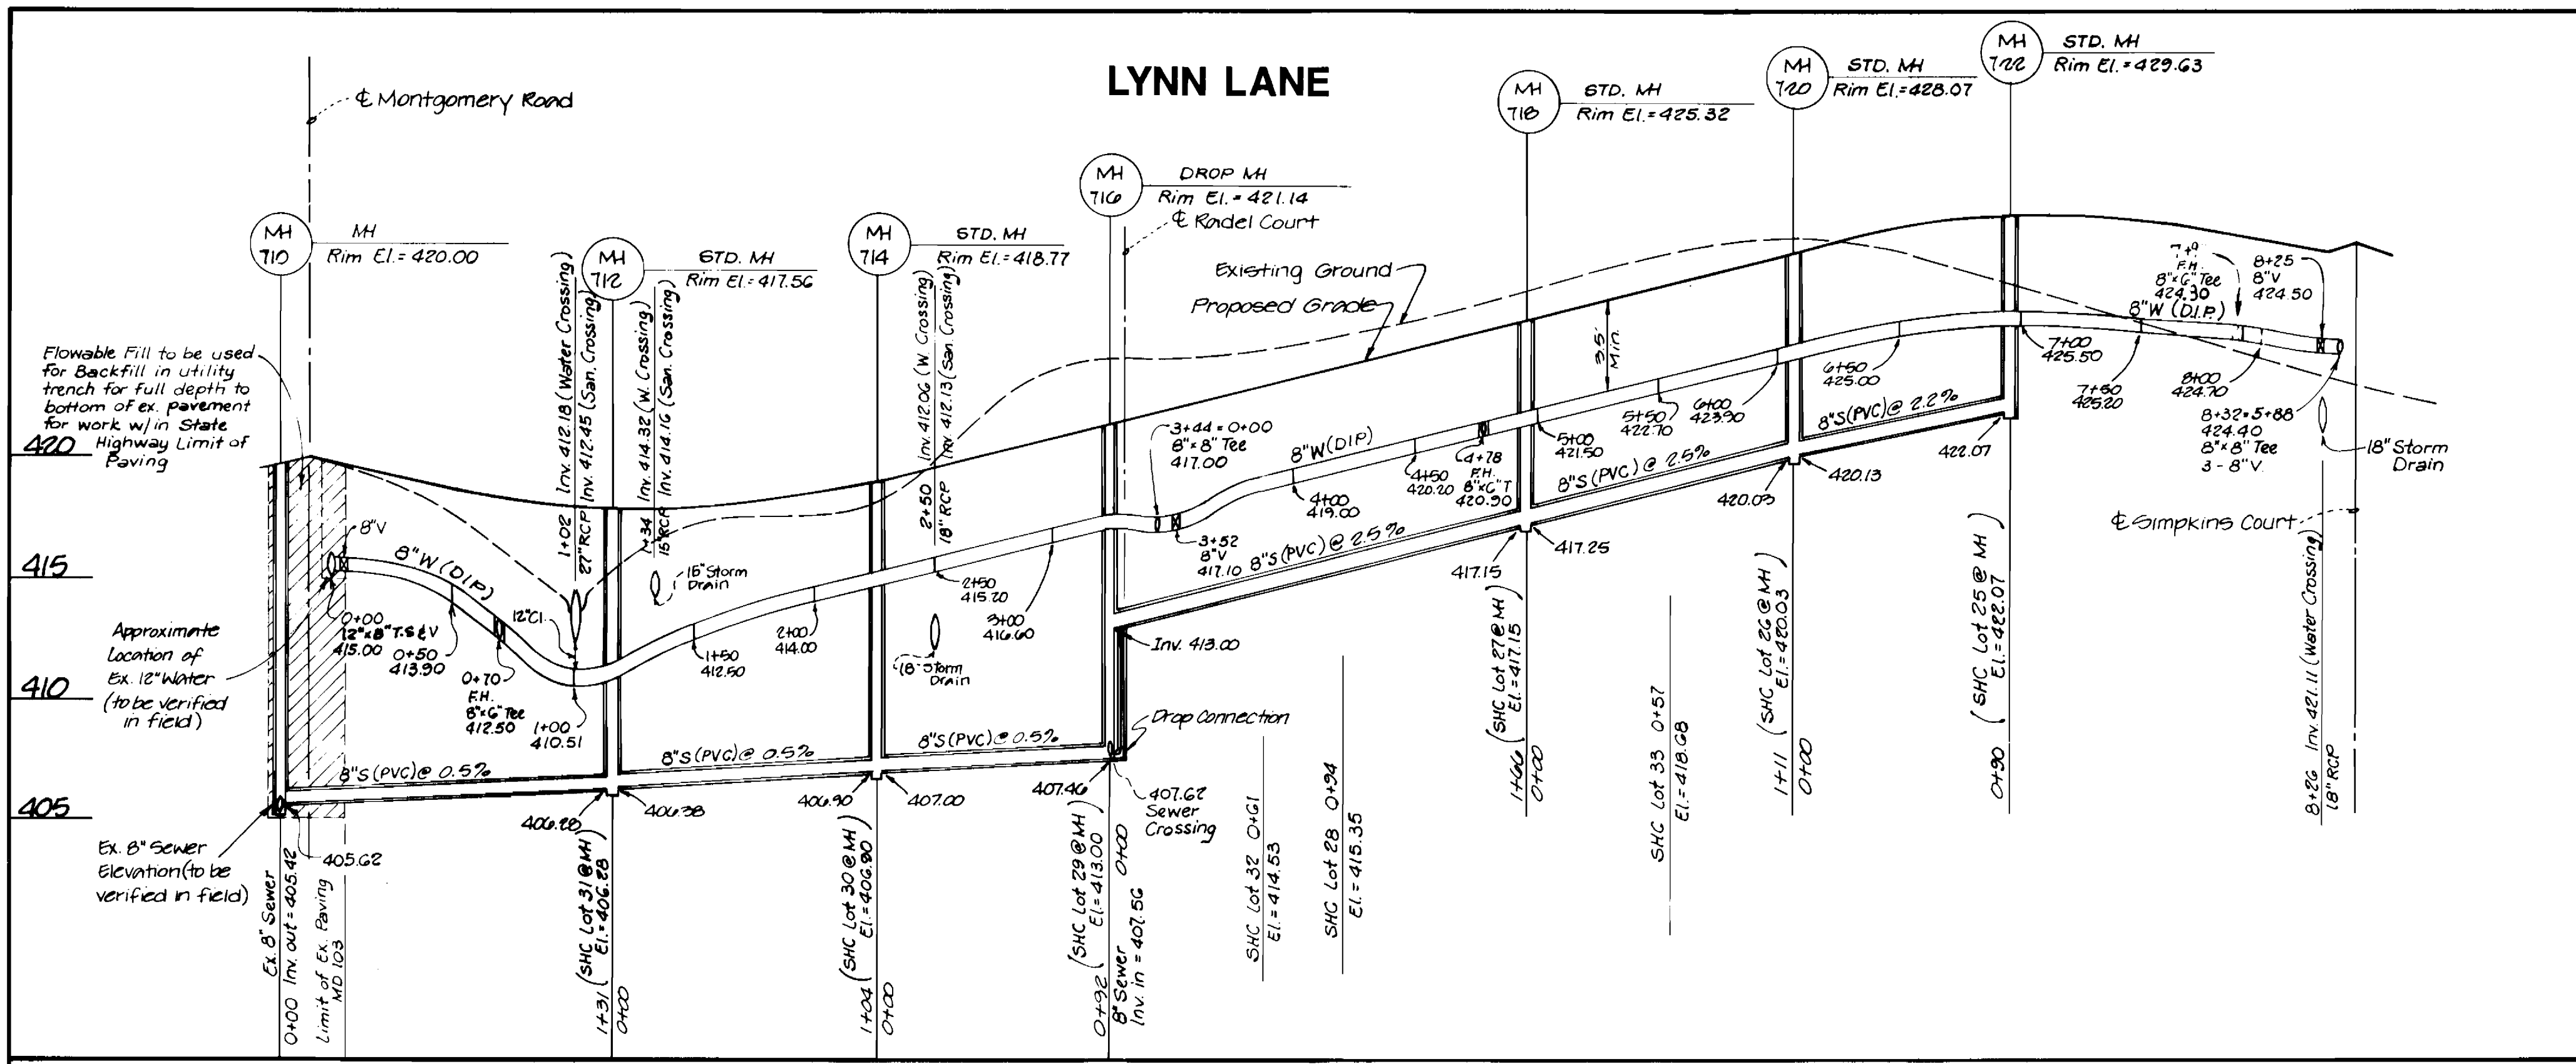 LYNN LANE
℄ Montgomery Road
MH
710
MH
Rim El. = 420.00
MH
712
STD. MH
Rim El. = 417.56
MH
714
STD. MH
Rim El. = 418.77
MH
716
DROP MH
Rim El. = 421.14
℄ Radel Court
MH
718
STD. MH
Rim El. = 425.32
MH
720
STD. MH
Rim El. = 428.07
MH
722
STD. MH
Rim El. = 429.63
Existing Ground
Proposed Grade
1+02 Inv. 412.18 (Water Crossing)
27" RCP Inv. 412.45 (San. Crossing)
1+34 Inv. 414.32 (W. Crossing)
15" RCP Inv. 414.16 (San. Crossing)
2+50 Inv. 412.06 (W Crossing)
18" RCP Inv. 412.13 (San. Crossing)
Flowable Fill to be used
for Backfill in utility
trench for full depth to
bottom of ex. pavement
for work w/in State
Highway Limit of
Paving
420
415
410
405
8"V
8"W (D.I.P.)
12"Cl.
15" Storm
Drain
0+00
12"x8" T.S & V
415.00
0+50
413.90
0+70
F.H.
8"x6" Tee
412.50
1+00
410.51
1+50
412.50
2+00
414.00
2+50
415.20
3+00
416.60
18" Storm
Drain
Approximate
Location of
Ex. 12" Water
(to be verified
in field)
3+44 = 0+00
8"x8" Tee
417.00
3+52
8"V
417.10
8"W (DIP)
4+00
419.00
4+50
420.20
4+78
F.H.
8"x6" T
420.90
5+00
421.50
3.5'
Min.
5+50
422.70
6+00
423.90
6+50
425.00
7+00
425.50
7+50
425.20
8+00
424.70
F.H.
8"x6" Tee
424.30
8"W (D.I.P.)
8+25
8"V
424.50
8+32 = 5+88
424.40
8"x8" Tee
3 - 8"V.
18" Storm
Drain
℄ Simpkins Court
8"S (PVC) @ 0.5%
8"S (PVC) @ 0.5%
8"S (PVC) @ 0.5%
8"S (PVC) @ 2.5%
8"S (PVC) @ 2.5%
8"S (PVC) @ 2.2%
Inv. 413.00
Drop Connection
407.62
Sewer
Crossing
405.62
406.28
406.38
406.90
407.00
407.46
417.15
417.25
420.03
420.13
422.07
Ex. 8" Sewer
Elevation (to be
verified in field)
Ex. 8" Sewer
0+00 Inv. out = 405.42
Limit of Ex. Paving
MD 103
1+31 (SHC Lot 31 @ MH)
El. = 406.28
0+00
1+04 (SHC Lot 30 @ MH)
El. = 406.90
0+00
0+92 (SHC Lot 29 @ MH)
El. = 413.00
8" Sewer 0+00
Inv. in = 407.56
SHC Lot 32 0+61
El. = 414.53
SHC Lot 28 0+94
El. = 415.35
1+66 (SHC Lot 27 @ MH)
El. = 417.15
0+00
SHC Lot 33 0+57
El. = 418.68
1+11 (SHC Lot 26 @ MH)
El. = 420.03
0+00
0+90 (SHC Lot 25 @ MH)
El. = 422.07
8+26 Inv. 421.11 (Water Crossing)
18" RCP